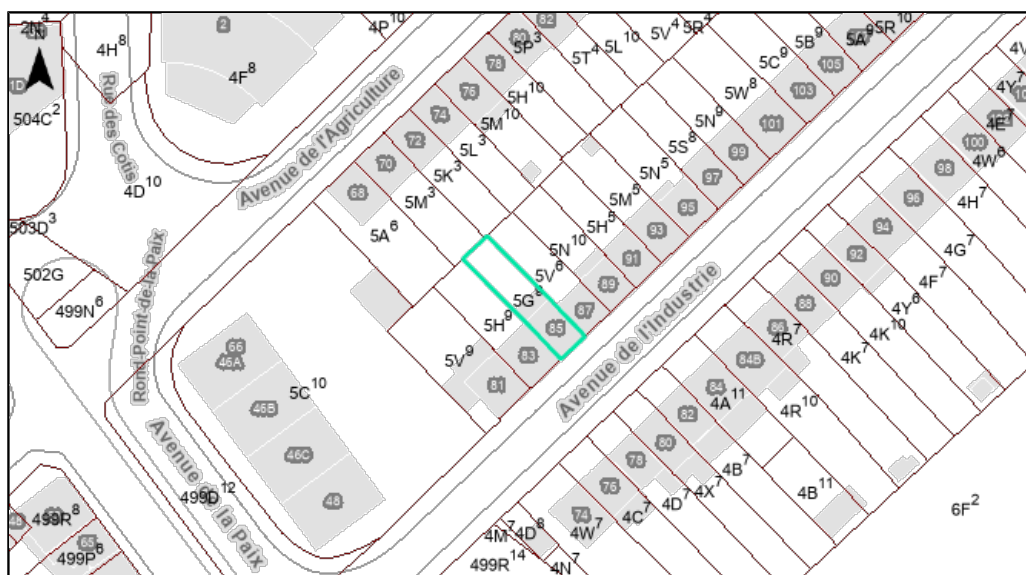 2N⁴
N
4H⁸
2
4F⁸
4P¹⁰
80
82
5P³
5L¹⁰
5T⁴
5V⁴
5R⁴
5B⁹
5A⁹
5R¹⁰
4V
504C²
Rue des Cotis
4D¹⁰
Avenue de l'Agriculture
78
76
74
72
70
68
5H¹⁰
5M¹⁰
5L³
5K³
5M³
5A⁶
5C⁹
5W⁸
5N⁹
5S⁸
5N⁵
5M⁵
5H⁵
5N¹⁰
5V⁶
5G⁹
5H⁹
5V⁹
105
103
101
99
97
95
93
91
89
87
85
83
81
Avenue de l'Industrie
503D³
502G
499N⁶
Rond-Point-de-la-Paix
66
46A
46B
46C
48
5C¹⁰
Avenue de la Paix
499D¹²
499R⁸
65
499P⁶
4Y⁷
4E⁷
4W⁶
4H⁷
4G⁷
4F⁷
4Y⁶
4K¹⁰
4K⁷
4R⁷
4R¹⁰
4A¹¹
4B¹¹
4B⁷
4X⁷
4D⁷
4C⁷
4W⁷
4N⁷
4D⁸
4M⁷
499R¹⁴
100
98
96
94
92
90
88
86
84B
84
82
80
78
76
74
6F²